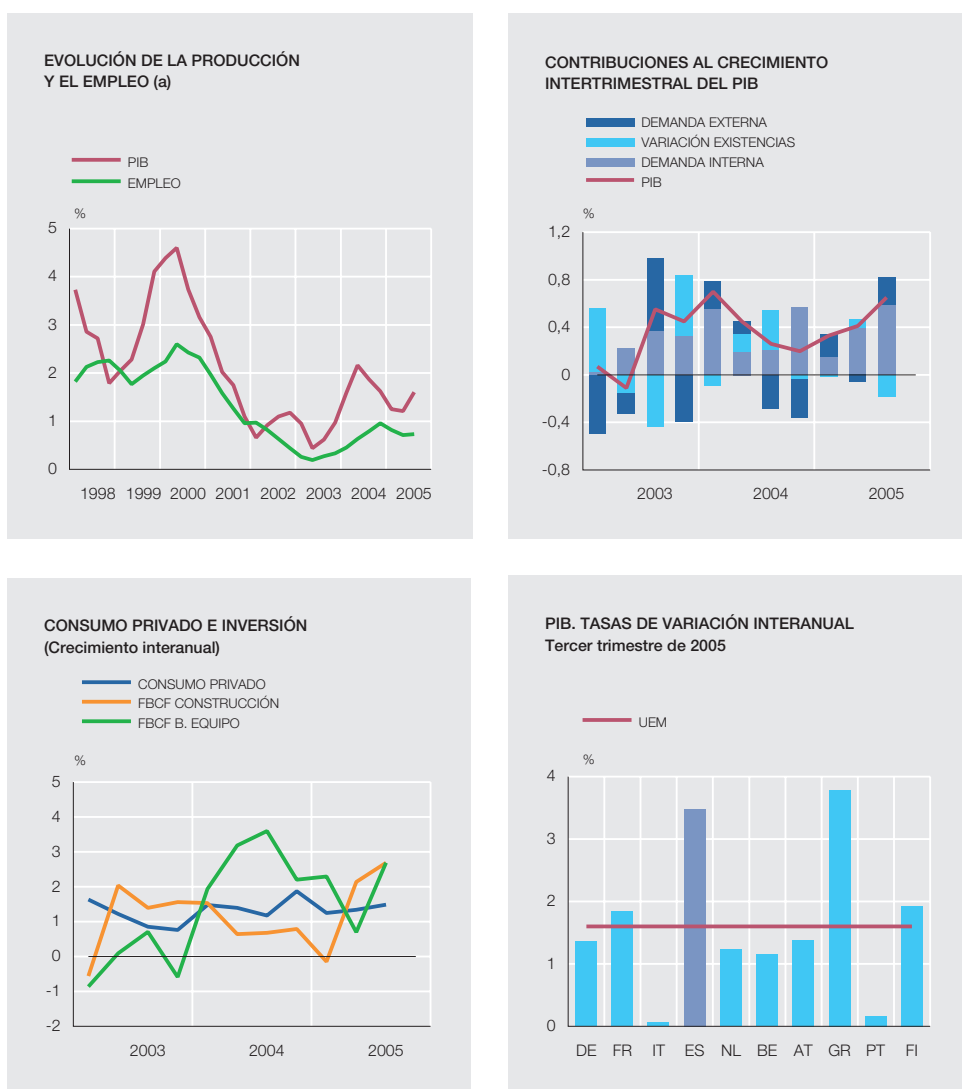 EVOLUCIÓN DE LA PRODUCCIÓN
Y EL EMPLEO (a)
PIB
EMPLEO
%
5
4
3
2
1
0
1998 1999 2000 2001 2002 2003 2004 2005
CONTRIBUCIONES AL CRECIMIENTO
INTERTRIMESTRAL DEL PIB
DEMANDA EXTERNA
VARIACIÓN EXISTENCIAS
DEMANDA INTERNA
PIB
%
1,2
0,8
0,4
0
-0,4
-0,8
2003 2004 2005
CONSUMO PRIVADO E INVERSIÓN
(Crecimiento interanual)
CONSUMO PRIVADO
FBCF CONSTRUCCIÓN
FBCF B. EQUIPO
%
5
4
3
2
1
0
-1
-2
2003 2004 2005
PIB. TASAS DE VARIACIÓN INTERANUAL
Tercer trimestre de 2005
UEM
%
4
3
2
1
0
DE FR IT ES NL BE AT GR PT FI